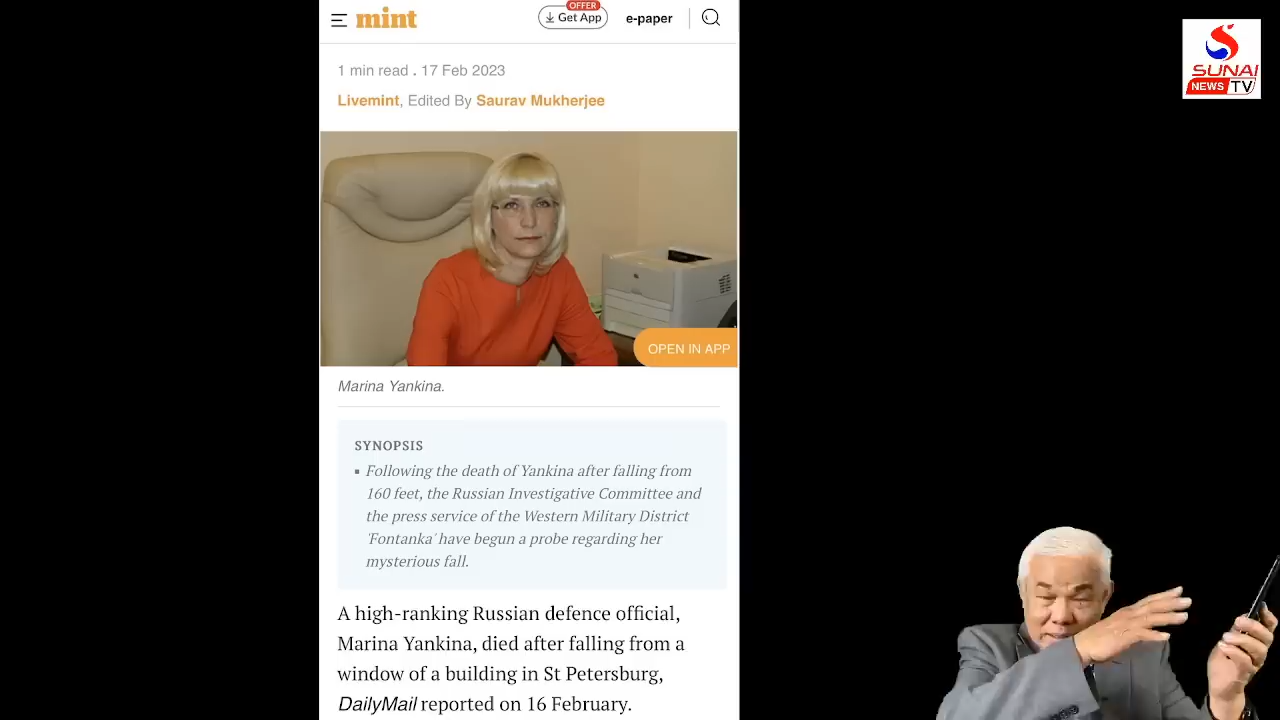 mint
OFFER
Get App
e-paper
1 min read . 17 Feb 2023
Livemint, Edited By Saurav Mukherjee
OPEN IN APP
Marina Yankina.
SYNOPSIS
Following the death of Yankina after falling from
160 feet, the Russian Investigative Committee and
the press service of the Western Military District
'Fontanka' have begun a probe regarding her
mysterious fall.
A high-ranking Russian defence official,
Marina Yankina, died after falling from a
window of a building in St Petersburg,
DailyMail reported on 16 February.
SUNAI
NEWS TV